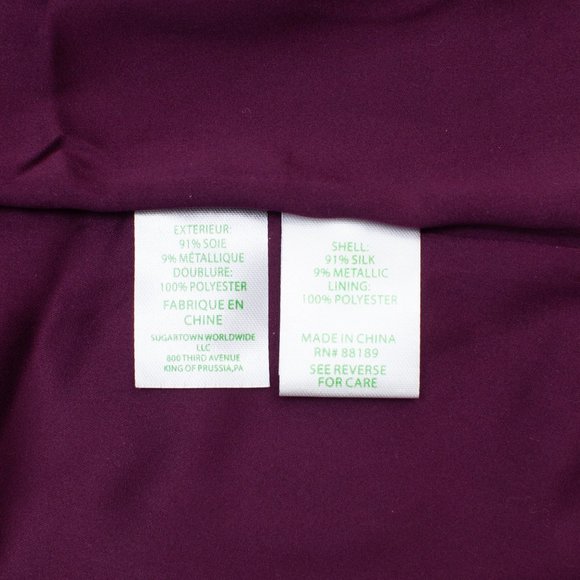 EXTERIEUR:
91% SOIE
9% MÉTALLIQUE
DOUBLURE:
100% POLYESTER
FABRIQUE EN
CHINE
SUGARTOWN WORLDWIDE
LLC
800 THIRD AVENUE
KING OF PRUSSIA,PA
SHELL:
91% SILK
9% METALLIC
LINING:
100% POLYESTER
MADE IN CHINA
RN# 88189
SEE REVERSE
FOR CARE